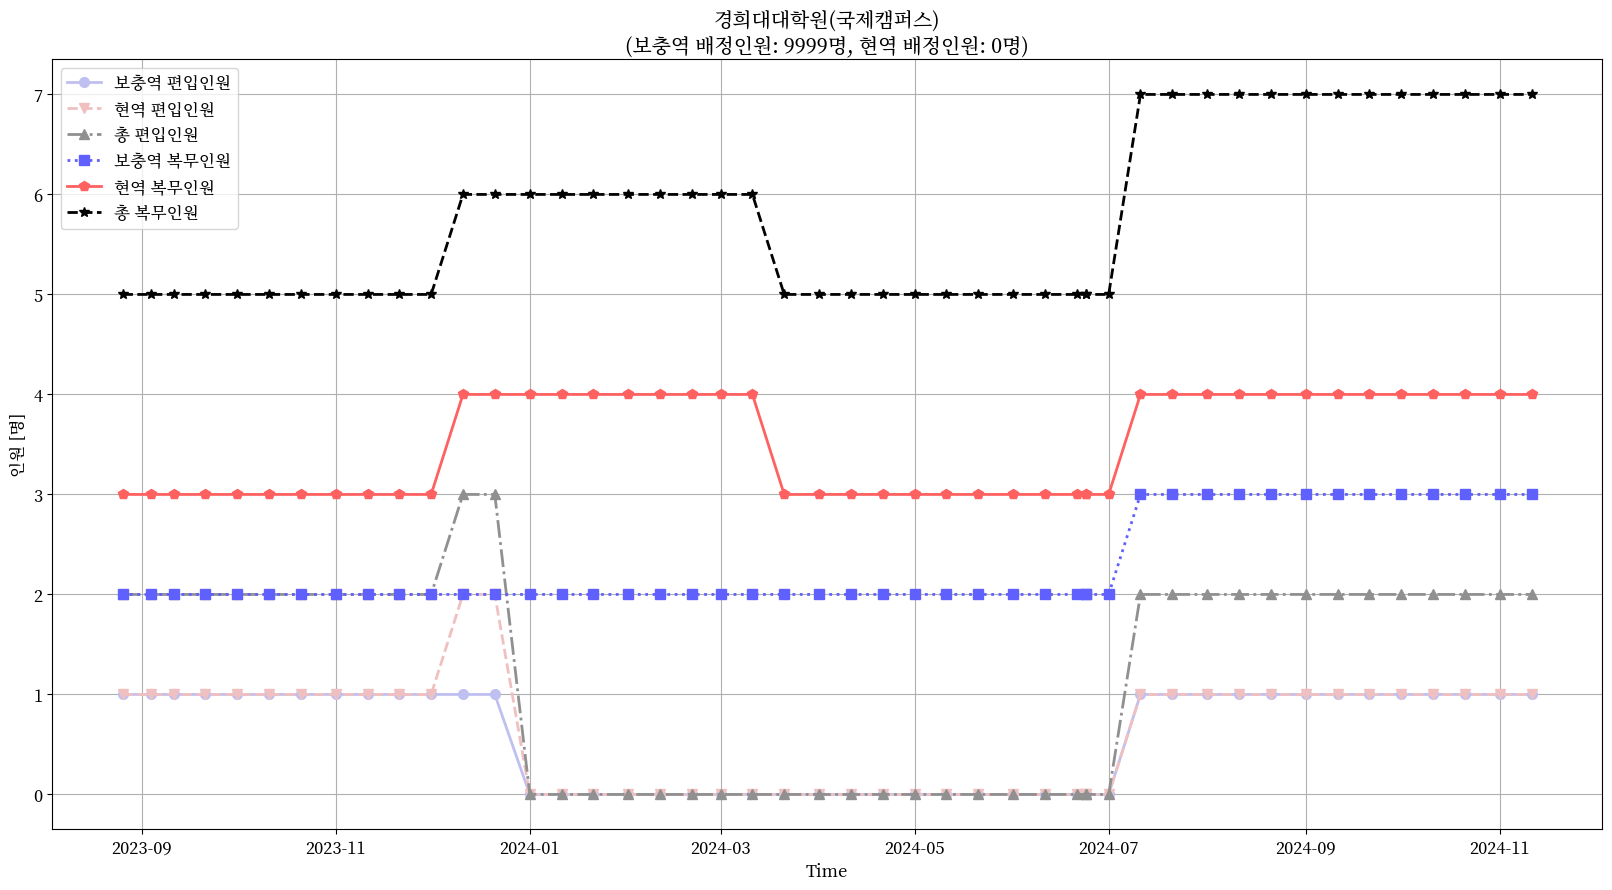 경희대대학원(국제캠퍼스)
(보충역 배정인원: 9999명, 현역 배정인원: 0명)
보충역 편입인원
현역 편입인원
총 편입인원
보충역 복무인원
현역 복무인원
총 복무인원
7
6
5
4
3
2
1
0
인원 [명]
2023-09 2023-11 2024-01 2024-03 2024-05 2024-07 2024-09 2024-11
Time